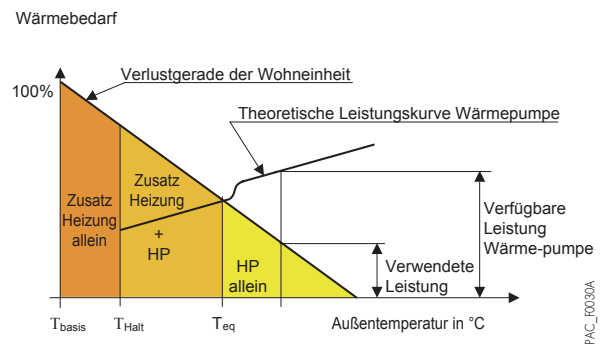 Wärmebedarf
Verlustgerade der Wohneinheit
100%
Theoretische Leistungskurve Wärmepumpe
Zusatz
Heizung
allein
Zusatz
Heizung
+
HP
HP
allein
Verfügbare
Leistung
Wärme-pumpe
Verwendete
Leistung
Tbasis
THalt
Teq
Außentemperatur in °C
PAC_F0030A